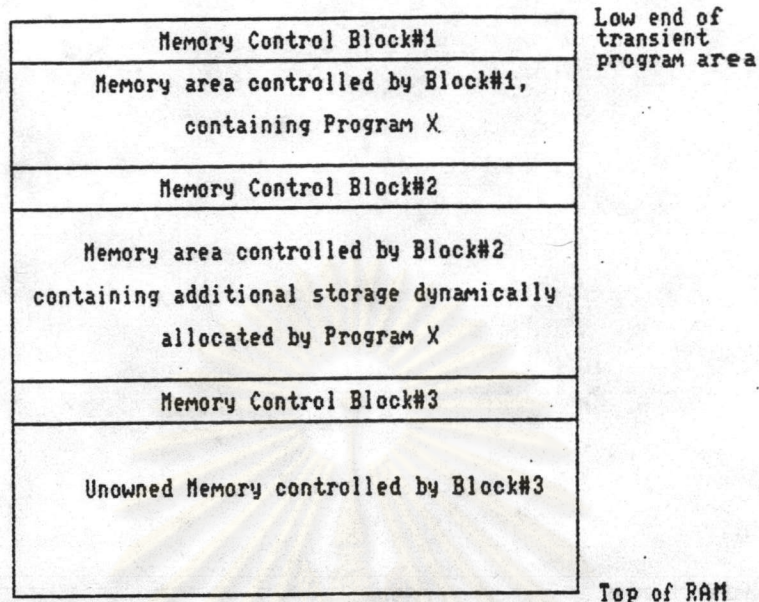 Low end of
transient
program area
Memory Control Block#1
Memory area controlled by Block#1,
containing Program X
Memory Control Block#2
Memory area controlled by Block#2
containing additional storage dynamically
allocated by Program X
Memory Control Block#3
Unowned Memory controlled by Block#3
Top of RAM